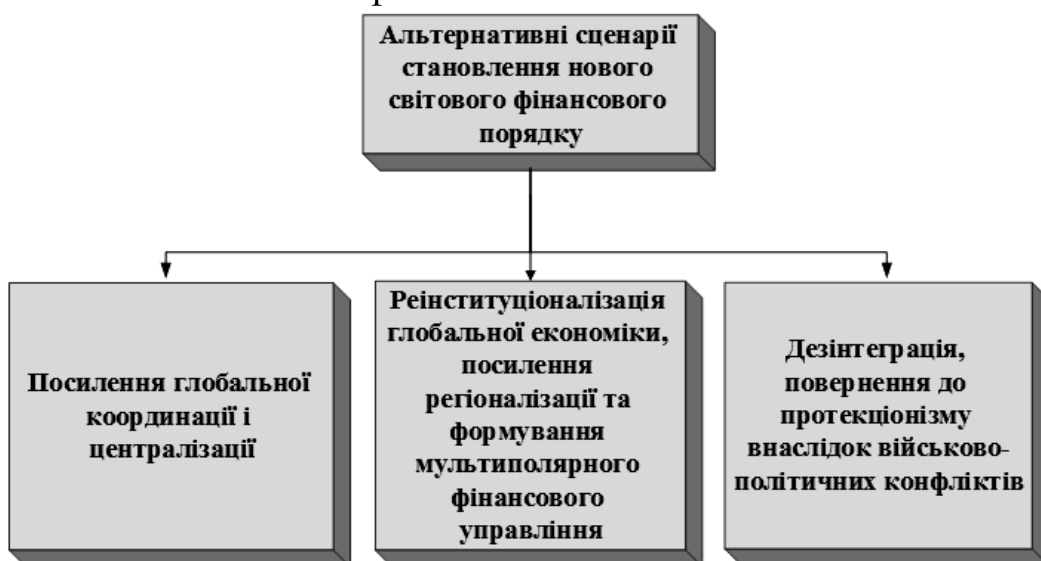 Альтернативні сценарії
становлення нового
світового фінансового
порядку
Посилення глобальної
координації і
централізації
Реінституціоналізація
глобальної економіки,
посилення
регіоналізації та
формування
мультиполярного
фінансового
управління
Дезінтеграція,
повернення до
протекціонізму
внаслідок військово-
політичних конфліктів